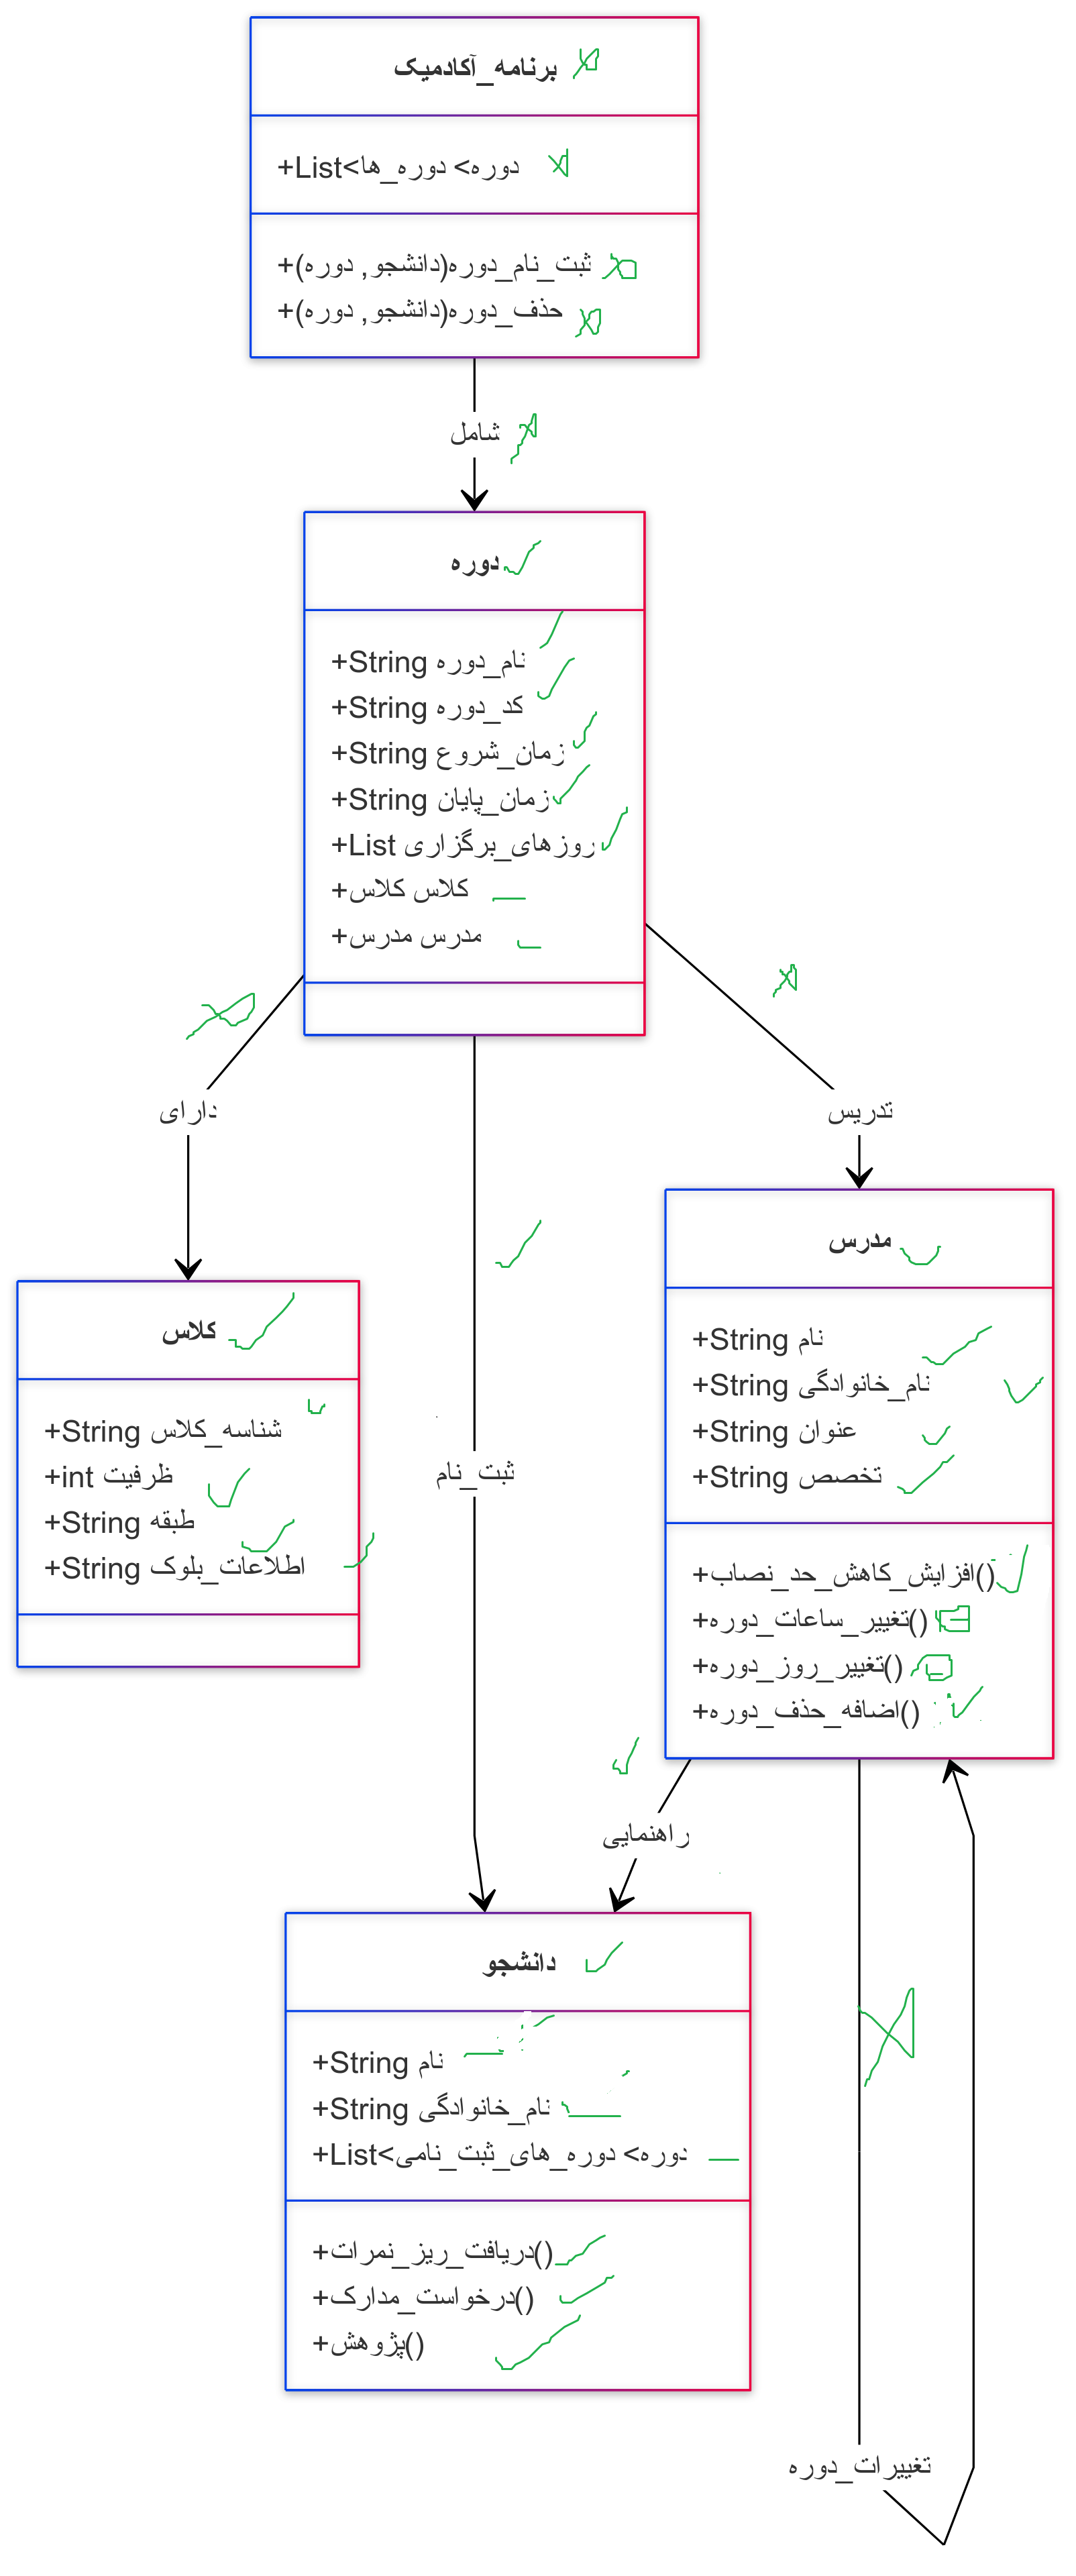 برنامه_آکادمیک
+List<دوره> دوره_ها
+ثبت_نام_دوره(دانشجو, دوره)
+حذف_دوره(دانشجو, دوره)
شامل
دوره
+String نام_دوره
+String کد_دوره
+String زمان_شروع
+String زمان_پایان
+List روزهای_برگزاری
+کلاس کلاس
+مدرس مدرس
دارای
تدریس
مدرس
+String نام
+String نام_خانوادگی
+String عنوان
+String تخصص
+افزایش_کاهش_حد_نصاب()
+تغییر_ساعات_دوره()
+تغییر_روز_دوره()
+اضافه_حذف_دوره()
کلاس
+String شناسه_کلاس
+int ظرفیت
+String طبقه
+String اطلاعات_بلوک
ثبت_نام
راهنمایی
دانشجو
+String نام
+String نام_خانوادگی
+List<دوره> دوره_های_ثبت_نامی
+دریافت_ریز_نمرات()
+درخواست_مدارک()
+پژوهش()
تغییرات_دوره